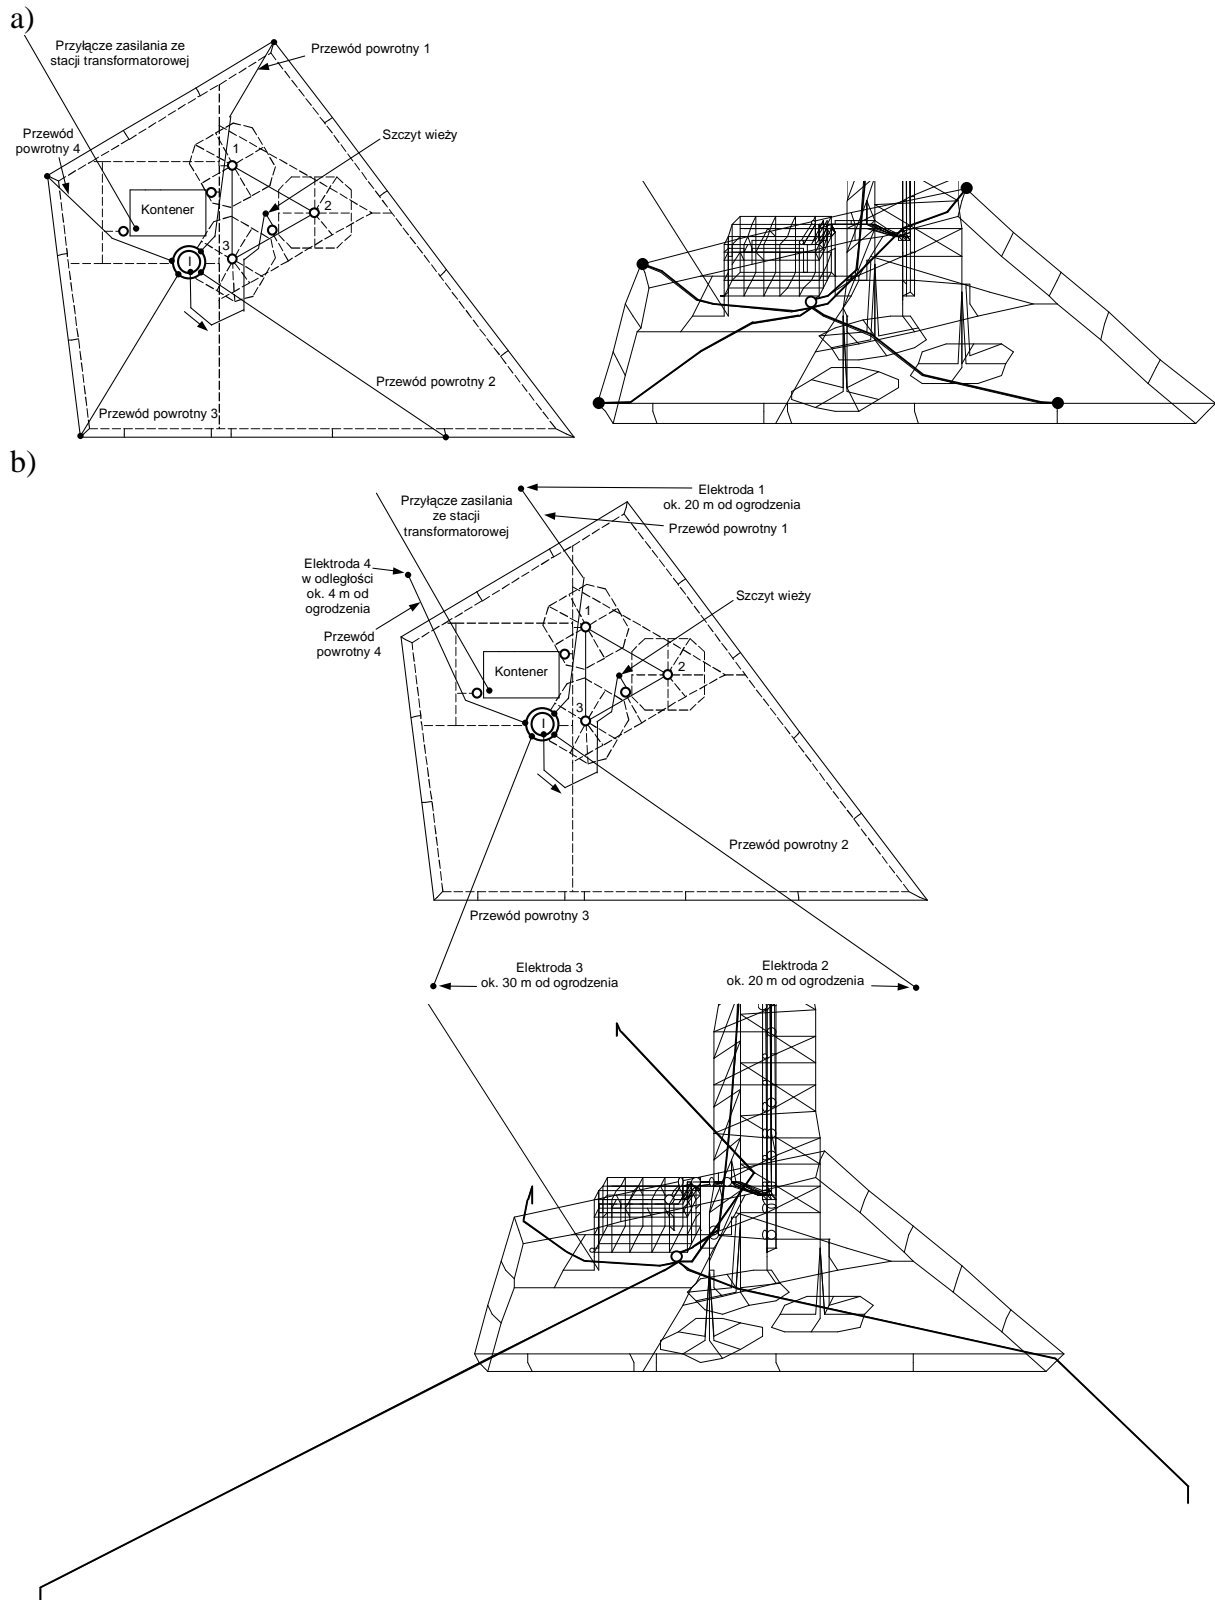 a)
Przyłącze zasilania ze
stacji transformatorowej
Przewód powrotny 1
Przewód
powrotny 4
Szczyt wieży
1
Kontener
2
3
I
Przewód powrotny 2
Przewód powrotny 3
b)
Elektroda 1
ok. 20 m od ogrodzenia
Przyłącze zasilania
ze stacji
transformatorowej
Przewód powrotny 1
Elektroda 4
w odległości
ok. 4 m od
ogrodzenia
Szczyt wieży
Przewód
powrotny 4
1
Kontener
2
3
I
Przewód powrotny 2
Przewód powrotny 3
Elektroda 3
ok. 30 m od ogrodzenia
Elektroda 2
ok. 20 m od ogrodzenia